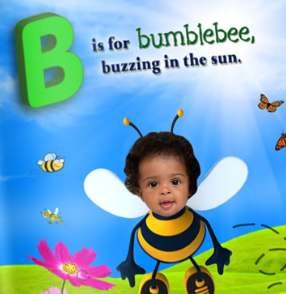 B is for bumblebee,
buzzing in the sun.